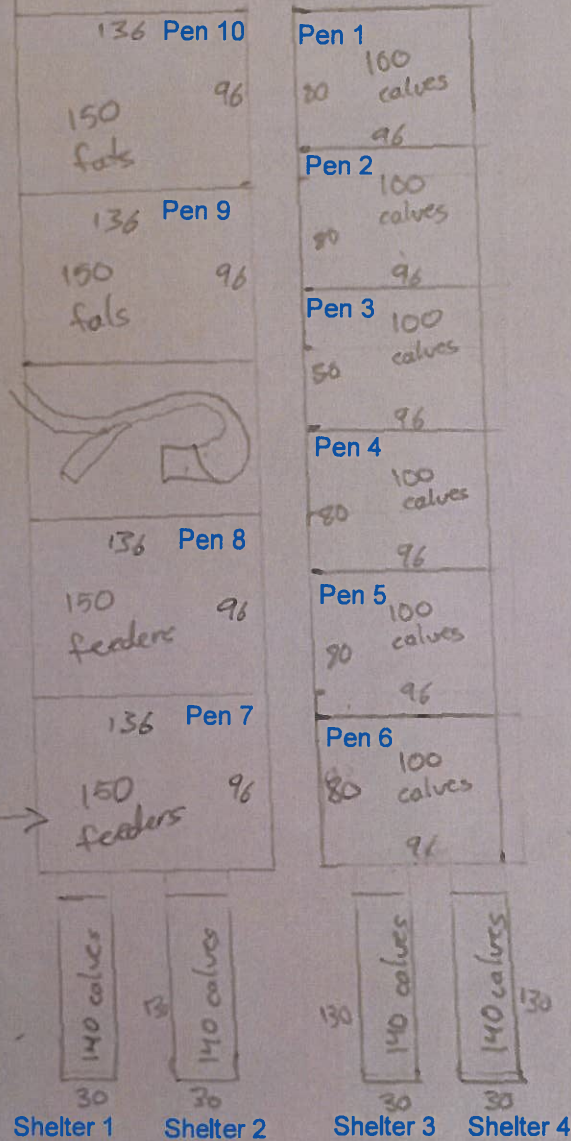 136 Pen 10
96
150
fats
136 Pen 9
96
150
fats
136 Pen 8
150
96
feeders
136 Pen 7
150
96
feeders
Pen 1
100
80 calves
96
Pen 2
100
calves
80
96
Pen 3
100
calves
80
96
Pen 4
100
calves
80
96
Pen 5
100
calves
80
96
Pen 6
100
80 calves
96
140 calves
30
Shelter 1
140 calves
130
30
Shelter 2
140 calves
130
30
Shelter 3
140 calves
130
30
Shelter 4